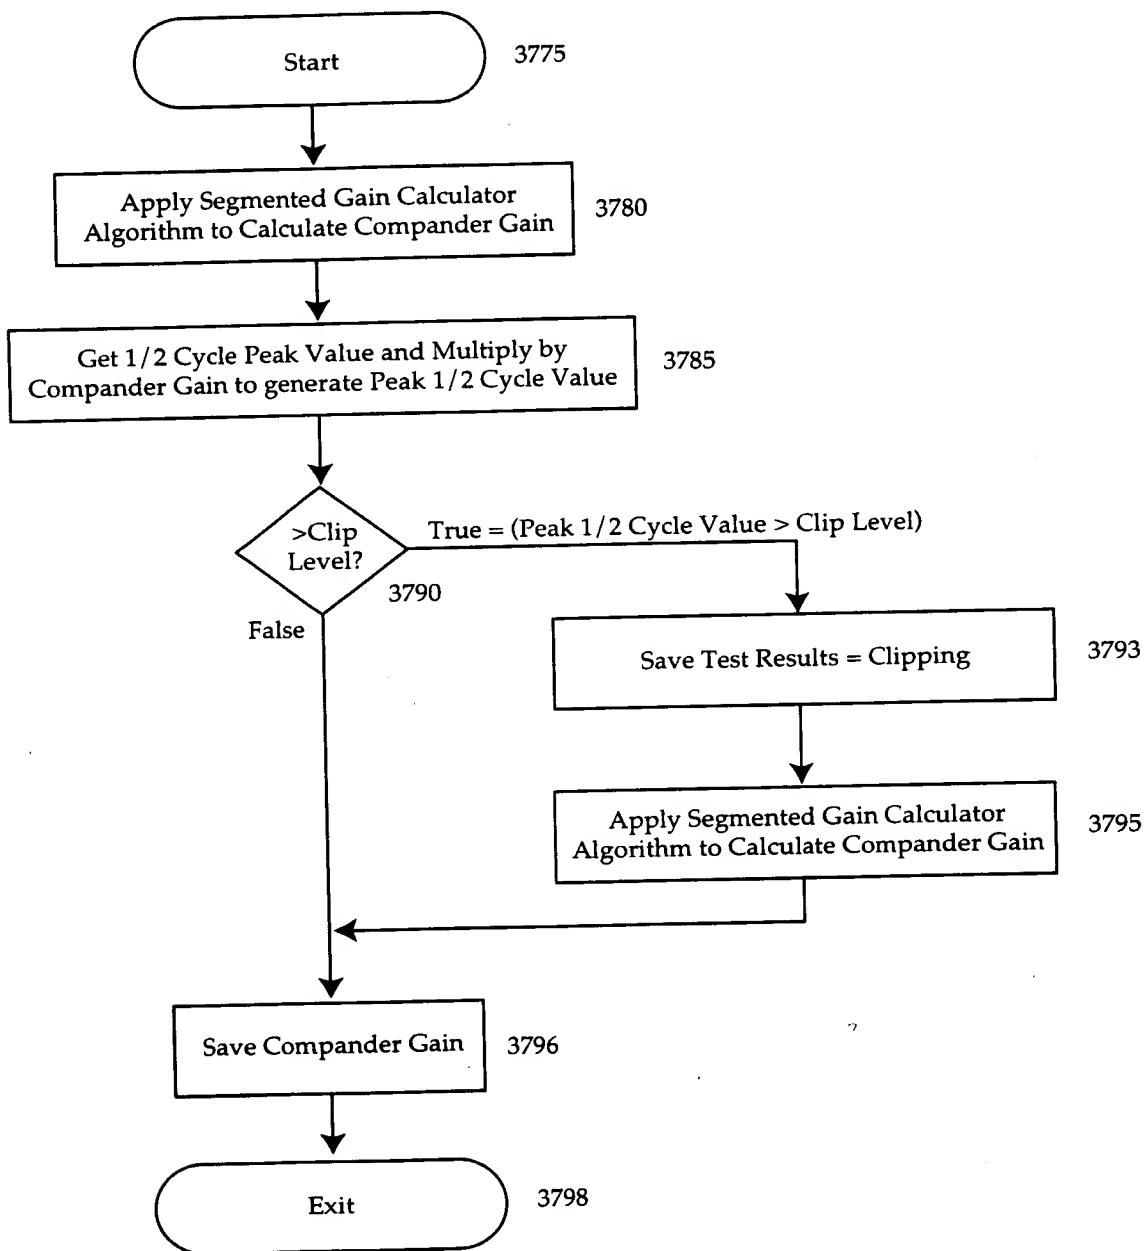 Start
3775
Apply Segmented Gain Calculator
Algorithm to Calculate Compander Gain
3780
Get 1/2 Cycle Peak Value and Multiply by
Compander Gain to generate Peak 1/2 Cycle Value
3785
>Clip
Level?
True = (Peak 1/2 Cycle Value > Clip Level)
3790
False
Save Test Results = Clipping
3793
Apply Segmented Gain Calculator
Algorithm to Calculate Compander Gain
3795
Save Compander Gain
3796
Exit
3798